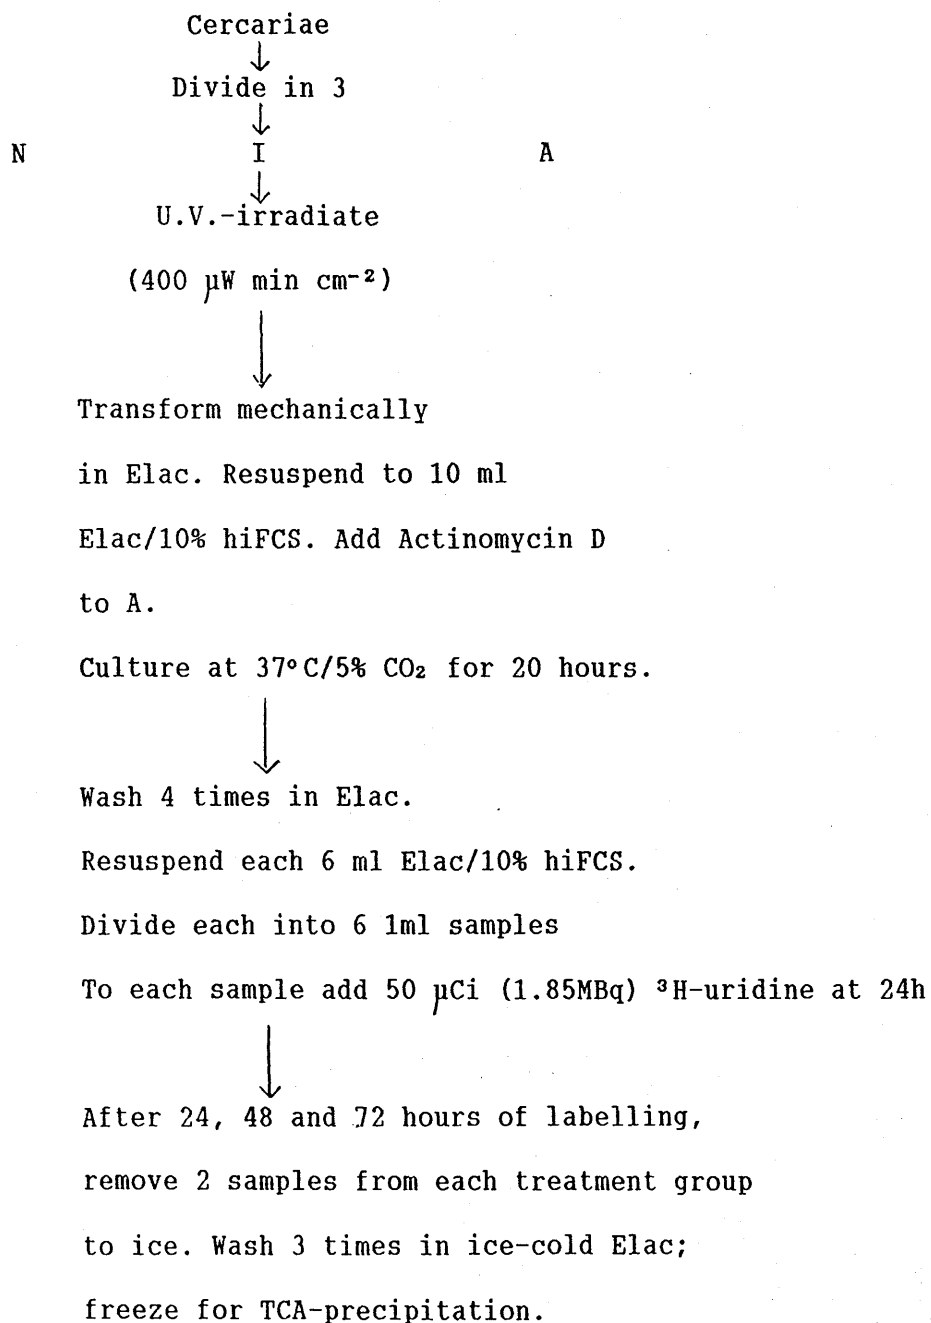 Cercariae
↓
Divide in 3
↓
N I A
↓
U.V.-irradiate
(400 µW min cm⁻²)
↓
Transform mechanically
in Elac. Resuspend to 10 ml
Elac/10% hiFCS. Add Actinomycin D
to A.
Culture at 37°C/5% CO₂ for 20 hours.
↓
Wash 4 times in Elac.
Resuspend each 6 ml Elac/10% hiFCS.
Divide each into 6 1ml samples
To each sample add 50 µCi (1.85MBq) ³H-uridine at 24h
↓
After 24, 48 and 72 hours of labelling,
remove 2 samples from each treatment group
to ice. Wash 3 times in ice-cold Elac;
freeze for TCA-precipitation.